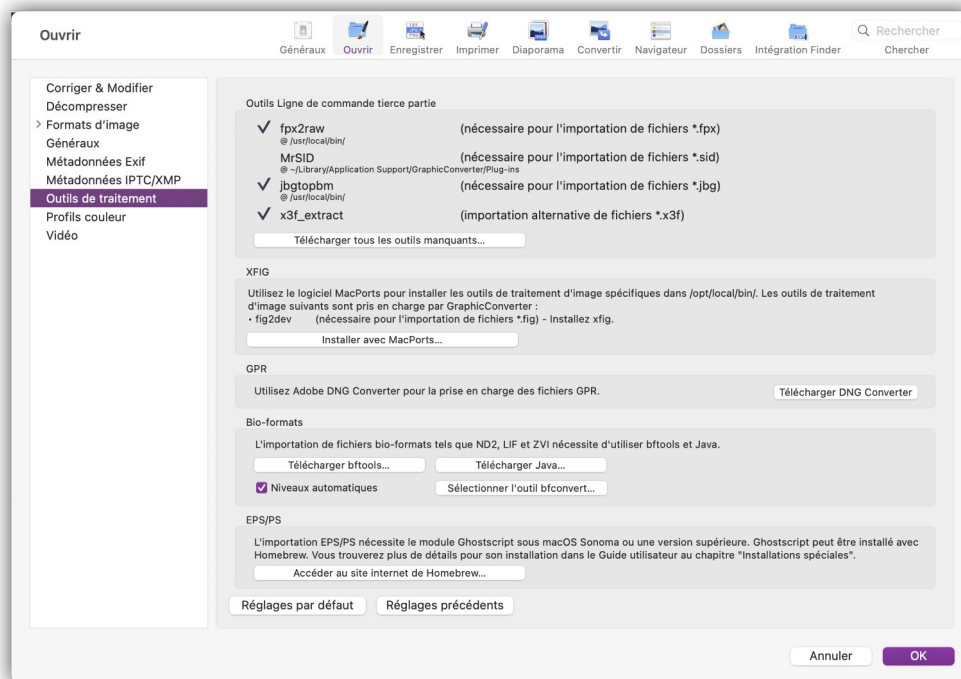 Ouvrir
Généraux
Ouvrir
Enregistrer
Imprimer
Diaporama
Convertir
Navigateur
Dossiers
Intégration Finder
Rechercher
Chercher
Corriger & Modifier
Décompresser
Formats d'image
Généraux
Métadonnées Exif
Métadonnées IPTC/XMP
Outils de traitement
Profils couleur
Vidéo
Outils Ligne de commande tierce partie
fpx2raw (nécessaire pour l'importation de fichiers *.fpx)
@ /usr/local/bin/
MrSID (nécessaire pour l'importation de fichiers *.sid)
@ ~/Library/Application Support/GraphicConverter/Plug-ins
jbgtopbm (nécessaire pour l'importation de fichiers *.jbg)
@ /usr/local/bin/
x3f_extract (importation alternative de fichiers *.x3f)
Télécharger tous les outils manquants...
XFIG
Utilisez le logiciel MacPorts pour installer les outils de traitement d'image spécifiques dans /opt/local/bin/. Les outils de traitement
d'image suivants sont pris en charge par GraphicConverter :
• fig2dev (nécessaire pour l'importation de fichiers *.fig) - Installez xfig.
Installer avec MacPorts...
GPR
Utilisez Adobe DNG Converter pour la prise en charge des fichiers GPR.
Télécharger DNG Converter
Bio-formats
L'importation de fichiers bio-formats tels que ND2, LIF et ZVI nécessite d'utiliser bftools et Java.
Télécharger bftools...
Télécharger Java...
Niveaux automatiques
Sélectionner l'outil bfconvert...
EPS/PS
L'importation EPS/PS nécessite le module Ghostscript sous macOS Sonoma ou une version supérieure. Ghostscript peut être installé avec
Homebrew. Vous trouverez plus de détails pour son installation dans le Guide utilisateur au chapitre "Installations spéciales".
Accéder au site internet de Homebrew...
Réglages par défaut
Réglages précédents
Annuler
OK